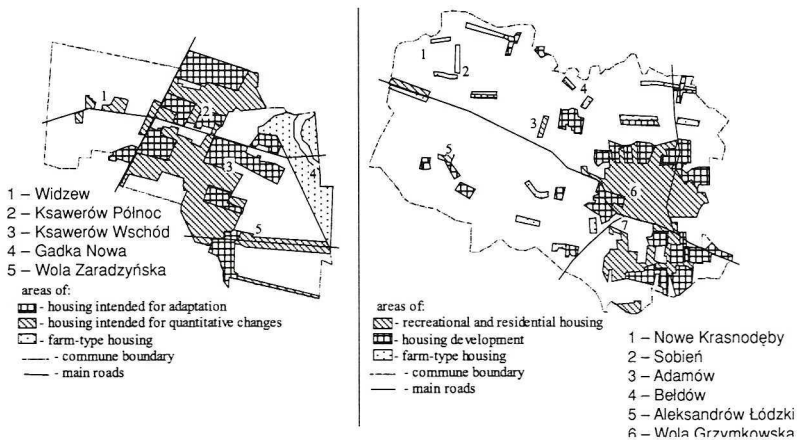 1
2
3
4
5
1 – Widzew
2 – Ksawerów Północ
3 – Ksawerów Wschód
4 – Gadka Nowa
5 – Wola Zaradzyńska
areas of:
- housing intended for adaptation
- housing intended for quantitative changes
- farm-type housing
- commune boundary
- main roads
1
2
3
4
5
6
7
areas of:
- recreational and residential housing
- housing development
- farm-type housing
- commune boundary
- main roads
1 – Nowe Krasnodęby
2 – Sobień
3 – Adamów
4 – Bełdów
5 – Aleksandrów Łódzki
6 – Wola Grzymkowska